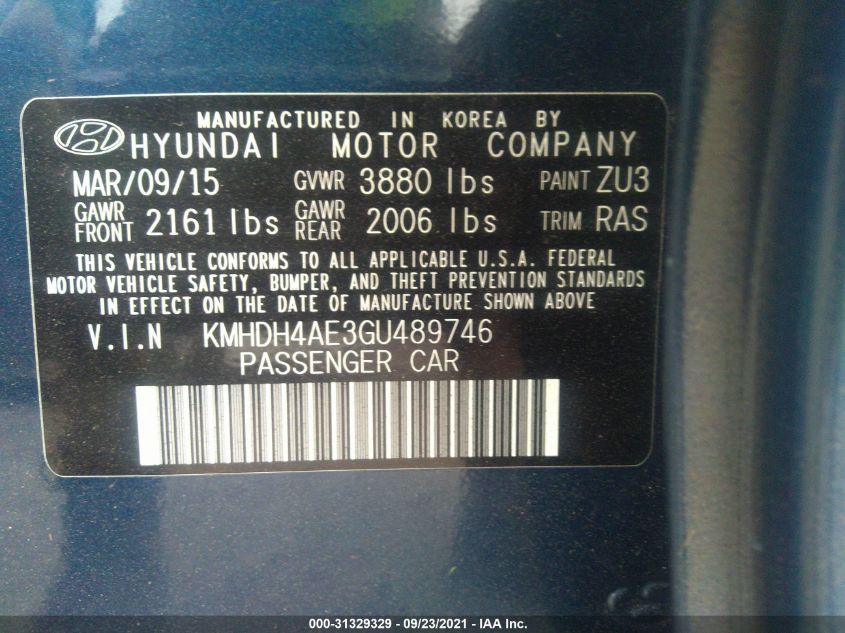 MANUFACTURED IN KOREA BY
HYUNDAI MOTOR COMPANY
MAR/09/15 GVWR 3880 lbs PAINT ZU3
GAWR FRONT 2161 lbs GAWR REAR 2006 lbs TRIM RAS
THIS VEHICLE CONFORMS TO ALL APPLICABLE U.S.A. FEDERAL
MOTOR VEHICLE SAFETY, BUMPER, AND THEFT PREVENTION STANDARDS
IN EFFECT ON THE DATE OF MANUFACTURE SHOWN ABOVE
V.I.N KMHDH4AE3GU489746
PASSENGER CAR
000-31329329 - 09/23/2021 - IAA Inc.